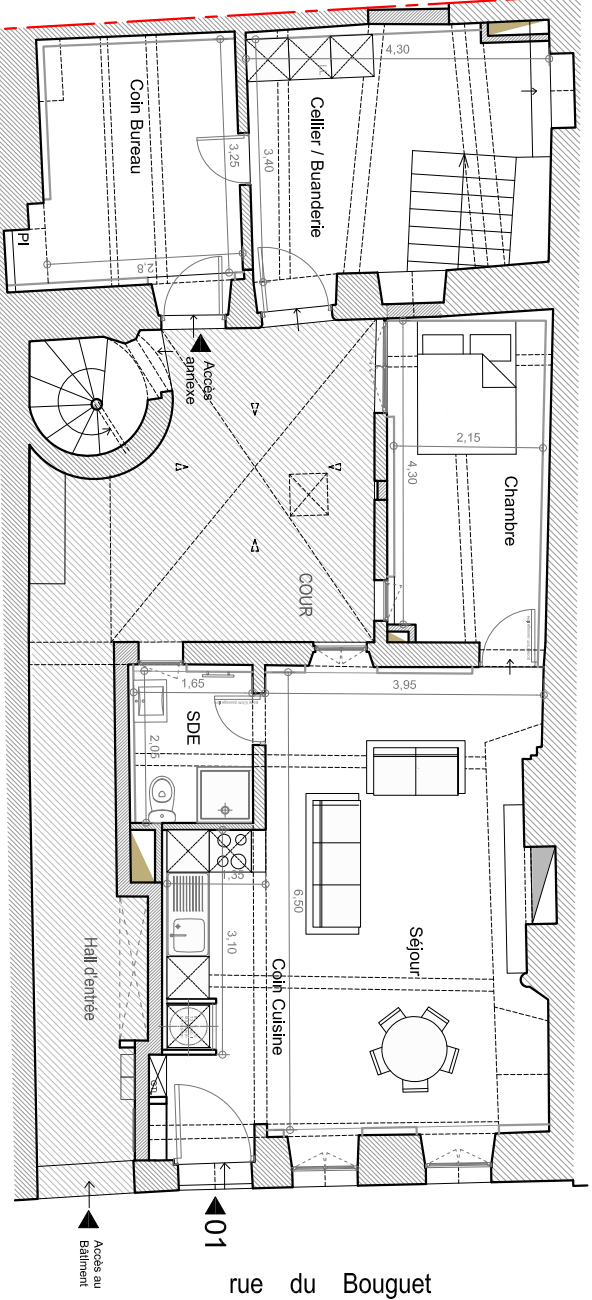 4,30
Coin Bureau
Cellier / Buanderie
3,25
3,40
PI
2,8
Accès
annexe
2,15
4,30
Chambre
COUR
1,65
3,95
SDE
2,05
1,35
6,50
3,10
Séjour
Hall d'entrée
Coin Cuisine
01
Accès au
Bâtiment
rue du Bouguet